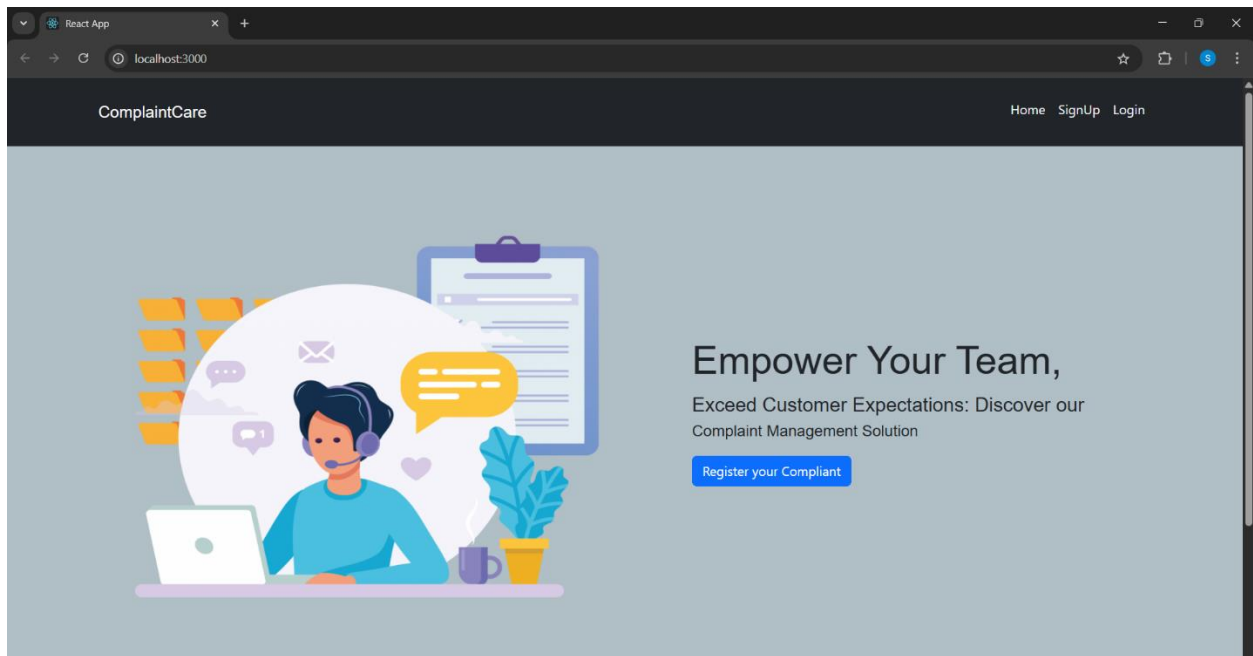 React App
localhost:3000
S
ComplaintCare
Home SignUp Login
1
Empower Your Team,
Exceed Customer Expectations: Discover our
Complaint Management Solution
Register your Compliant